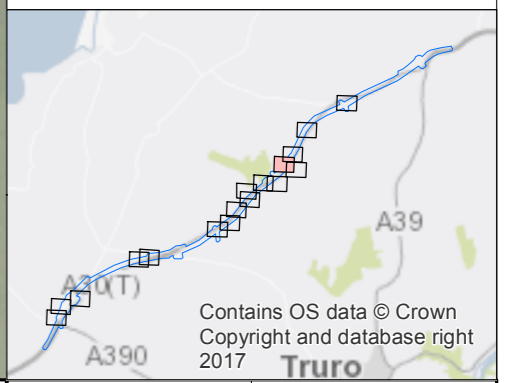 A39
A30(T)
Contains OS data © Crown
Copyright and database right
2017
A390
Truro